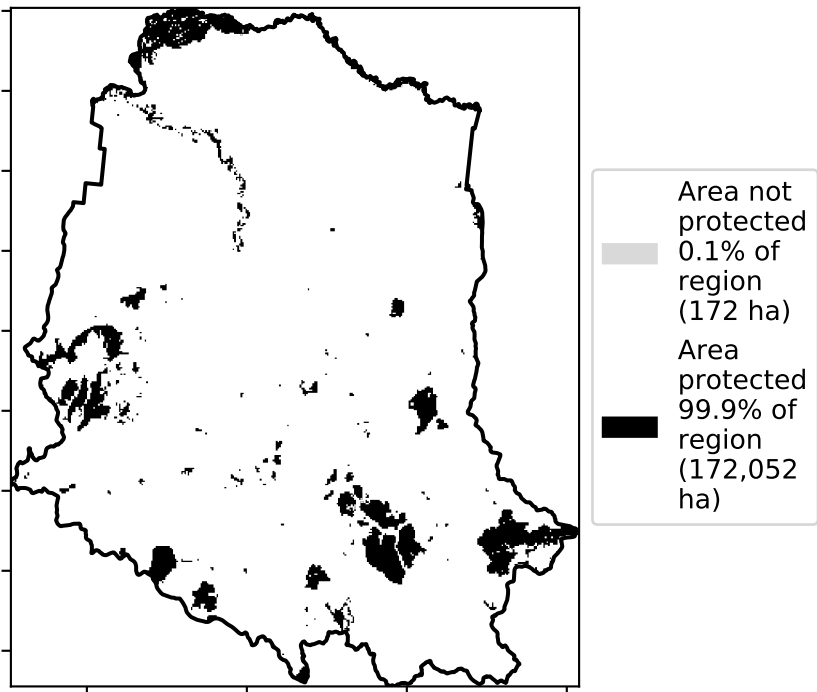 Area not
protected
0.1% of
region
(172 ha)
Area
protected
99.9% of
region
(172,052
ha)